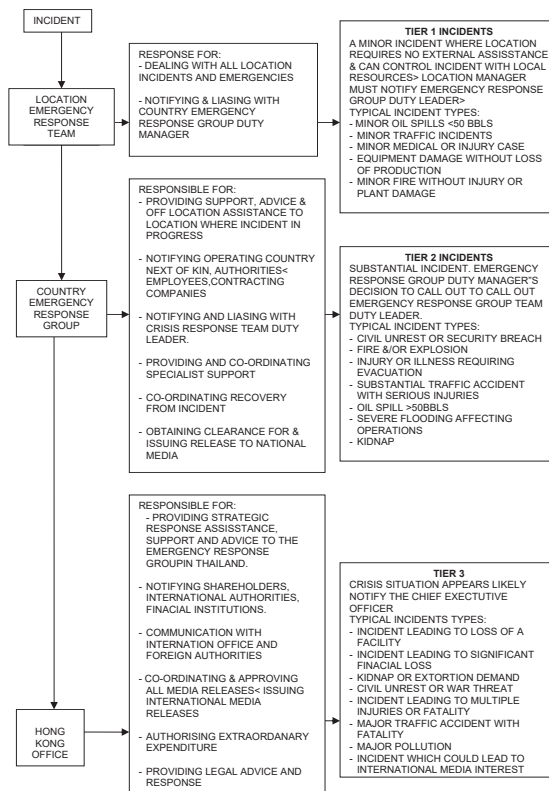 INCIDENT
LOCATION
EMERGENCY
RESPONSE
TEAM
RESPONSE FOR:
- DEALING WITH ALL LOCATION
INCIDENTS AND EMERGENCIES
- NOTIFYING & LIASING WITH
COUNTRY EMERGENCY
RESPONSE GROUP DUTY
MANAGER
TIER 1 INCIDENTS
A MINOR INCIDENT WHERE LOCATION
REQUIRES NO EXTERNAL ASSISSTANCE
& CAN CONTROL INCIDENT WITH LOCAL
RESOURCES> LOCATION MANAGER
MUST NOTIFY EMERGENCY RESPONSE
GROUP DUTY LEADER>
TYPICAL INCIDENT TYPES:
- MINOR OIL SPILLS <50 BBLS
- MINOR TRAFFIC INCIDENTS
- MINOR MEDICAL OR INJURY CASE
- EQUIPMENT DAMAGE WITHOUT LOSS
OF PRODUCTION
- MINOR FIRE WITHOUT INJURY OR
PLANT DAMAGE
COUNTRY
EMERGENCY
RESPONSE
GROUP
RESPONSIBLE FOR:
- PROVIDING SUPPORT, ADVICE &
OFF LOCATION ASSISTANCE TO
LOCATION WHERE INCIDENT IN
PROGRESS
- NOTIFYING OPERATING COUNTRY
NEXT OF KIN, AUTHORITIES<
EMPLOYEES,CONTRACTING
COMPANIES
- NOTIFYING AND LIESING WITH
CRISIS RESPONSE TEAM DUTY
LEADER.
- PROVIDING AND CO-ORDINATING
SPECIALIST SUPPORT
- CO-ORDINATING RECOVERY
FROM INCIDENT
- OBTAINING CLEARANCE FOR &
ISSUING RELEASE TO NATIONAL
MEDIA
TIER 2 INCIDENTS
SUBSTANTIAL INCIDENT. EMERGENCY
RESPONSE GROUP DUTY MANAGER"S
DECISION TO CALL OUT TO CALL OUT
EMERGENCY RESPONSE GROUP TEAM
DUTY LEADER.
TYPICAL INCIDENT TYPES:
- CIVIL UNREST OR SECURITY BREACH
- FIRE &/OR EXPLOSION
- INJURY OR ILLNESS REQUIRING
EVACUATION
- SUBSTANTIAL TRAFFIC ACCIDENT
WITH SERIOUS INJURIES
- OIL SPILL >50BBLS
- SEVERE FLOODING AFFECTING
OPERATIONS
- KIDNAP
HONG
KONG
OFFICE
RESPONSIBLE FOR:
- PROVIDING STRATEGIC
RESPONSE ASSISSTANCE,
SUPPORT AND ADVICE TO THE
EMERGENCY RESPONSE
GROUPIN THAILAND.
- NOTIFYING SHAREHOLDERS,
INTERNATIONAL AUTHORITIES,
FINACIAL INSTITUTIONS.
- COMMUNICATION WITH
INTERNATION OFFICE AND
FOREIGN AUTHORITIES
- CO-ORDINATING & APPROVING
ALL MEDIA RELEASES< ISSUING
INTERNATIONAL MEDIA
RELEASES
- AUTHORISING EXTRAORDANARY
EXPENDITURE
- PROVIDING LEGAL ADVICE AND
RESPONSE
TIER 3
CRISIS SITUATION APPEARS LIKELY
NOTIFY THE CHIEF EXECTUTIVE
OFFICER
TYPICAL INCIDENTS TYPES:
- INCIDENT LEADING TO LOSS OF A
FACILITY
- INCIDENT LEADING TO SIGNIFICANT
FINACIAL LOSS
- KIDNAP OR EXTORTION DEMAND
- CIVIL UNREST OR WAR THREAT
- INCIDENT LEADING TO MULTIPLE
INJURIES OR FATALITY
- MAJOR TRAFFIC ACCIDENT WITH
FATALITY
- MAJOR POLLUTION
- INCIDENT WHICH COULD LEAD TO
INTERNATIONAL MEDIA INTEREST